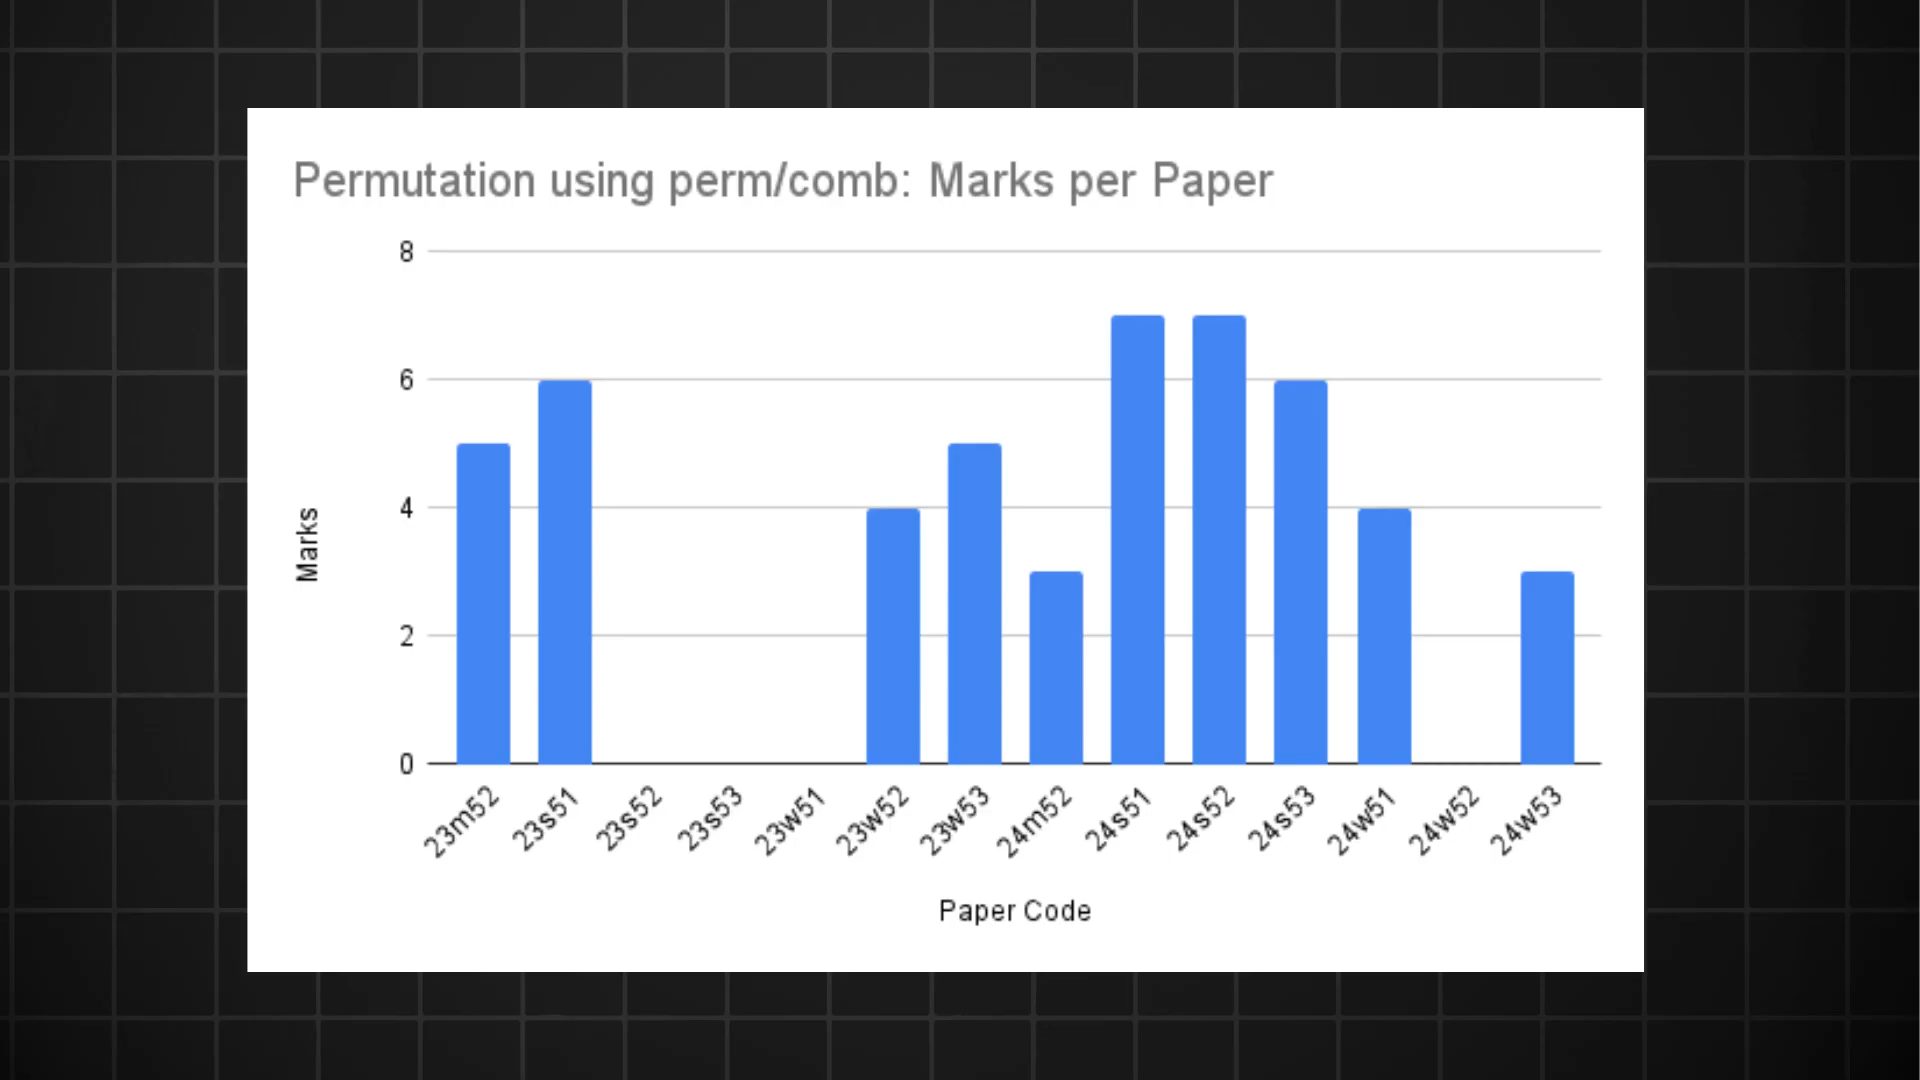 Permutation using perm/comb: Marks per Paper
8
6
4
2
0
Marks
23m52
23s51
23s52
23s53
23w51
23w52
23w53
24m52
24s51
24s52
24s53
24w51
24w52
24w53
Paper Code